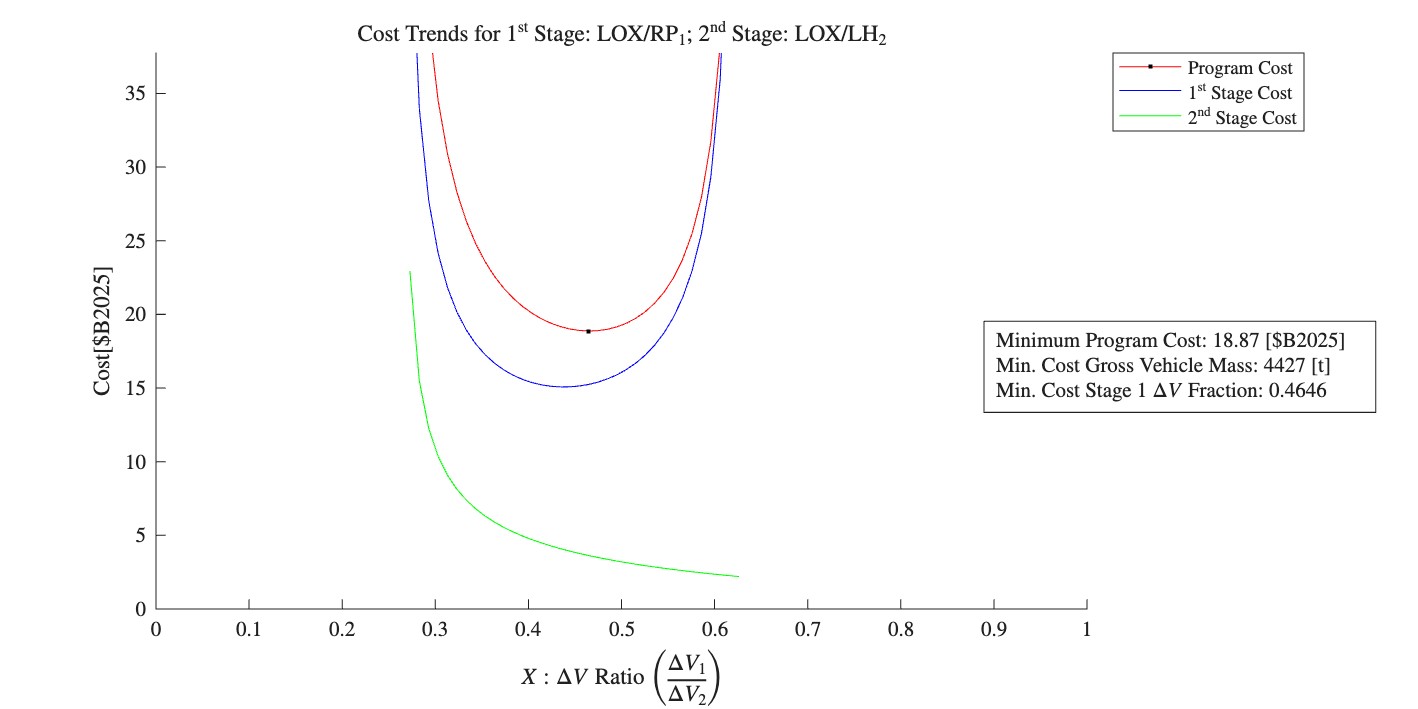 Cost Trends for 1st Stage: LOX/RP1; 2nd Stage: LOX/LH2
Program Cost
1st Stage Cost
2nd Stage Cost
35
30
25
20
15
10
5
0
Cost[$B2025]
Minimum Program Cost: 18.87 [$B2025]
Min. Cost Gross Vehicle Mass: 4427 [t]
Min. Cost Stage 1 ΔV Fraction: 0.4646
0 0.1 0.2 0.3 0.4 0.5 0.6 0.7 0.8 0.9 1
X : ΔV Ratio (ΔV1/ΔV2)